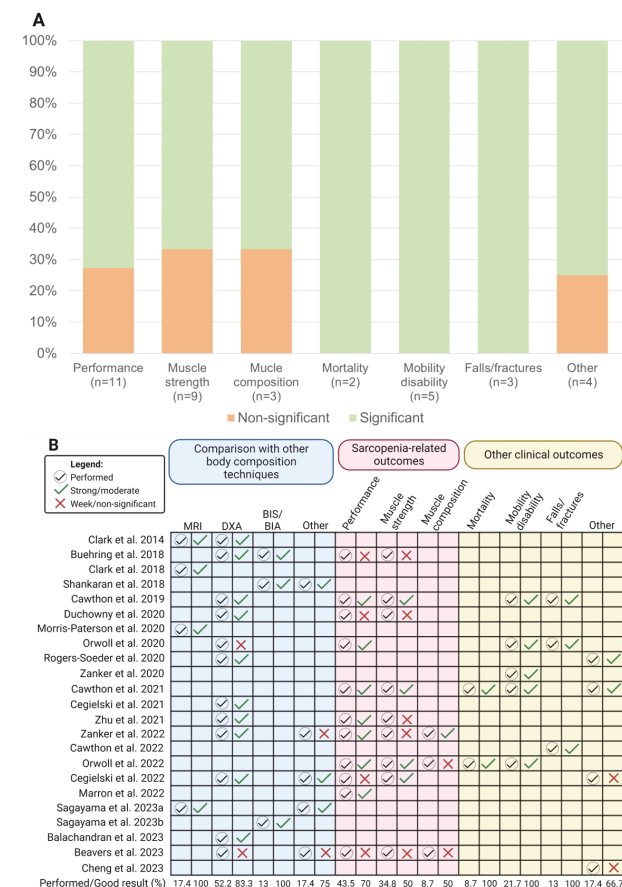 A
100%
90%
80%
70%
60%
50%
40%
30%
20%
10%
0%
Performance (n=11)
Muscle strength (n=9)
Mucle composition (n=3)
Mortality (n=2)
Mobility disability (n=5)
Falls/fractures (n=3)
Other (n=4)
Non-significant Significant
B
Legend:
Performed
Strong/moderate
Week/non-significant
Comparison with other body composition techniques
Sarcopenia-related outcomes
Other clinical outcomes
MRI DXA BIS/BIA Other Performance Muscle strength Muscle composition Mortality Mobility disability Falls/fractures Other
Clark et al. 2014
Buehring et al. 2018
Clark et al. 2018
Shankaran et al. 2018
Cawthon et al. 2019
Duchowny et al. 2020
Morris-Paterson et al. 2020
Orwoll et al. 2020
Rogers-Soeder et al. 2020
Zanker et al. 2020
Cawthon et al. 2021
Cegielski et al. 2021
Zhu et al. 2021
Zanker et al. 2022
Cawthon et al. 2022
Orwoll et al. 2022
Cegielski et al. 2022
Marron et al. 2022
Sagayama et al. 2023a
Sagayama et al. 2023b
Balachandran et al. 2023
Beavers et al. 2023
Cheng et al. 2023
Performed/Good result (%) 17.4 100 52.2 83.3 13 100 17.4 75 43.5 70 34.8 50 8.7 50 8.7 100 21.7 100 13 100 17.4 66.7